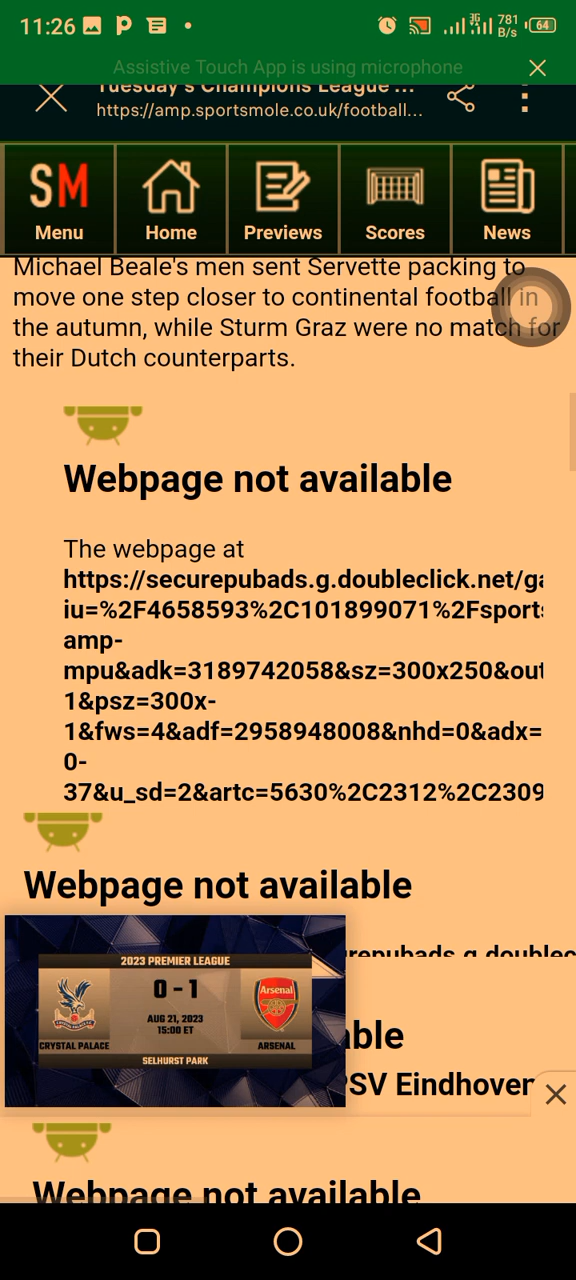 11:26
3G
781
B/s
64
Assistive Touch App is using microphone
Tuesday's Champions League ...
https://amp.sportsmole.co.uk/football...
SM
Menu
Home
Previews
Scores
News
Michael Beale's men sent Servette packing to
move one step closer to continental football in
the autumn, while Sturm Graz were no match for
their Dutch counterparts.
Webpage not available
The webpage at
https://securepubads.g.doubleclick.net/ga
iu=%2F4658593%2C101899071%2Fsports
amp-
mpu&adk=3189742058&sz=300x250&out
1&psz=300x-
1&fws=4&adf=2958948008&nhd=0&adx=
0-
37&u_sd=2&artc=5630%2C2312%2C2309
Webpage not available
2023 PREMIER LEAGUE
0 - 1
AUG 21, 2023
15:00 ET
Arsenal
CRYSTAL PALACE
ARSENAL
SELHURST PARK
able
PSV Eindhoven
Webpage not available